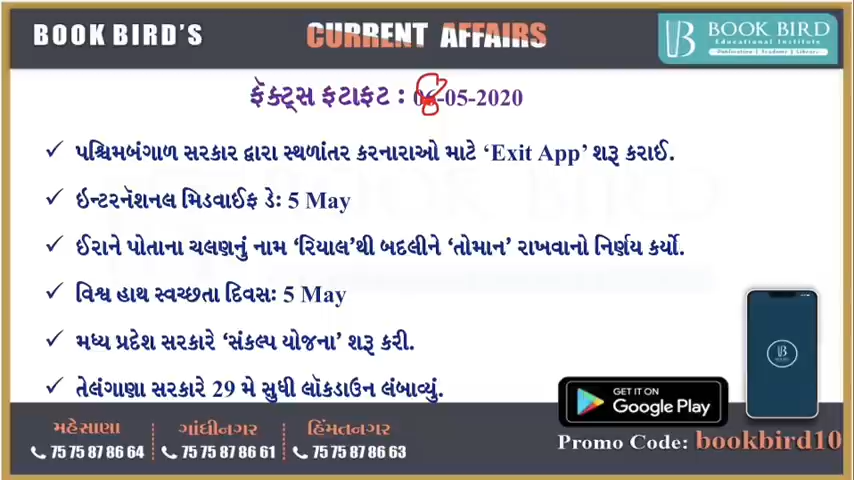 BOOK BIRD'S
CURRENT AFFAIRS
BOOK BIRD
Educational Institute
Publication | Academy | Library
ફૅક્ટ્સ ફટાફટ : 06-05-2020
✓ પશ્ચિમબંગાળ સરકાર દ્વારા સ્થળાંતર કરનારાઓ માટે ‘Exit App’ શરૂ કરાઈ.
✓ ઇન્ટરનૅશનલ મિડવાઈફ ડેઃ 5 May
✓ ઈરાને પોતાના ચલણનું નામ ‘રિયાલ’થી બદલીને ‘તોમાન’ રાખવાનો નિર્ણય કર્યો.
✓ વિશ્વ હાથ સ્વચ્છતા દિવસઃ 5 May
✓ મધ્ય પ્રદેશ સરકારે ‘સંકલ્પ યોજના’ શરૂ કરી.
✓ તેલંગાણા સરકારે 29 મે સુધી લૉકડાઉન લંબાવ્યું.
GET IT ON
Google Play
Promo Code: bookbird10
મહેસાણા
75 75 87 86 64
ગાંધીનગર
75 75 87 86 61
હિંમતનગર
75 75 87 86 63